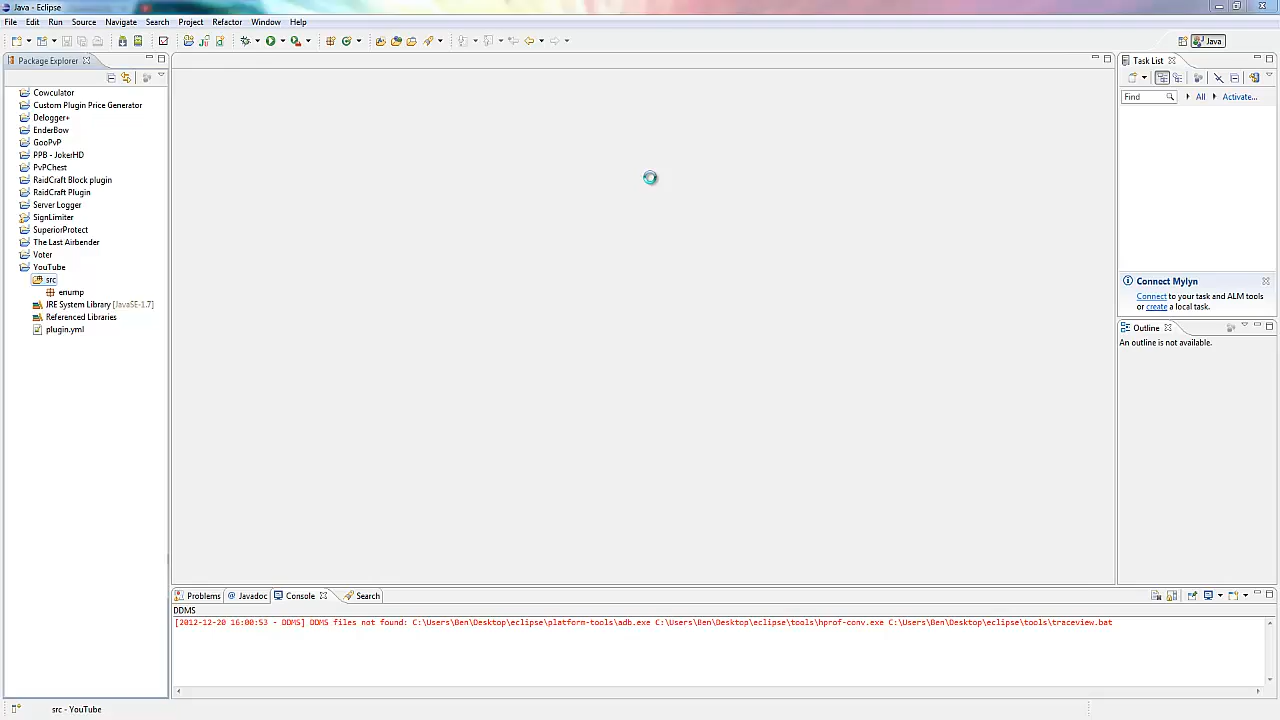 Java - Eclipse
File Edit Run Source Navigate Search Project Refactor Window Help
Java
Package Explorer
Cowculator
Custom Plugin Price Generator
Delogger+
EnderBow
GooPvP
PPB - JokerHD
PvPChest
RaidCraft Block plugin
RaidCraft Plugin
Server Logger
SignLimiter
SuperiorProtect
The Last Airbender
Voter
YouTube
src
enump
JRE System Library [JavaSE-1.7]
Referenced Libraries
plugin.yml
Task List
Find All Activate...
Connect Mylyn
Connect to your task and ALM tools
or create a local task.
Outline
An outline is not available.
Problems Javadoc Console Search
DDMS
[2012-12-20 16:00:53 - DDMS] DDMS files not found: C:\Users\Ben\Desktop\eclipse\platform-tools\adb.exe C:\Users\Ben\Desktop\eclipse\tools\hprof-conv.exe C:\Users\Ben\Desktop\eclipse\tools\traceview.bat
src - YouTube